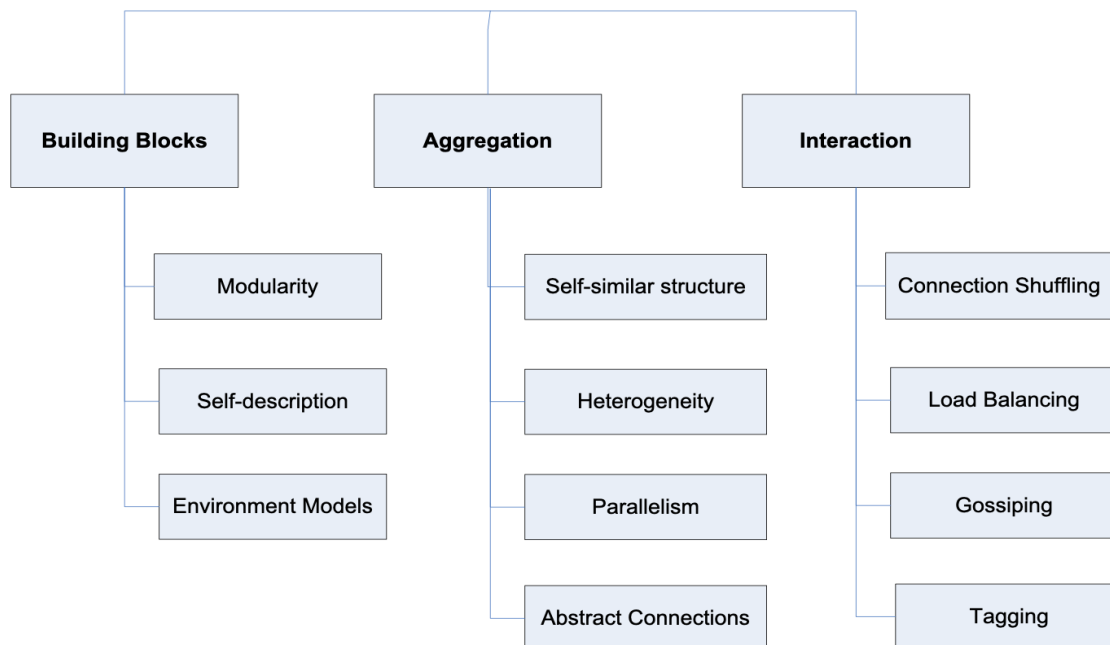 Building Blocks
Aggregation
Interaction
Modularity
Self-similar structure
Connection Shuffling
Self-description
Heterogeneity
Load Balancing
Environment Models
Parallelism
Gossiping
Abstract Connections
Tagging